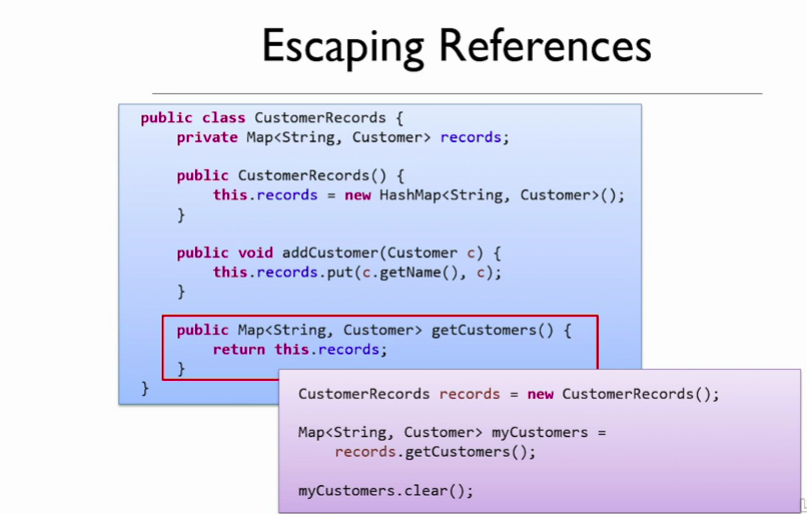 Escaping References
public class CustomerRecords {
private Map<String, Customer> records;
public CustomerRecords() {
this.records = new HashMap<String, Customer>();
}
public void addCustomer(Customer c) {
this.records.put(c.getName(), c);
}
public Map<String, Customer> getCustomers() {
return this.records;
}
}
CustomerRecords records = new CustomerRecords();
Map<String, Customer> myCustomers =
records.getCustomers();
myCustomers.clear();